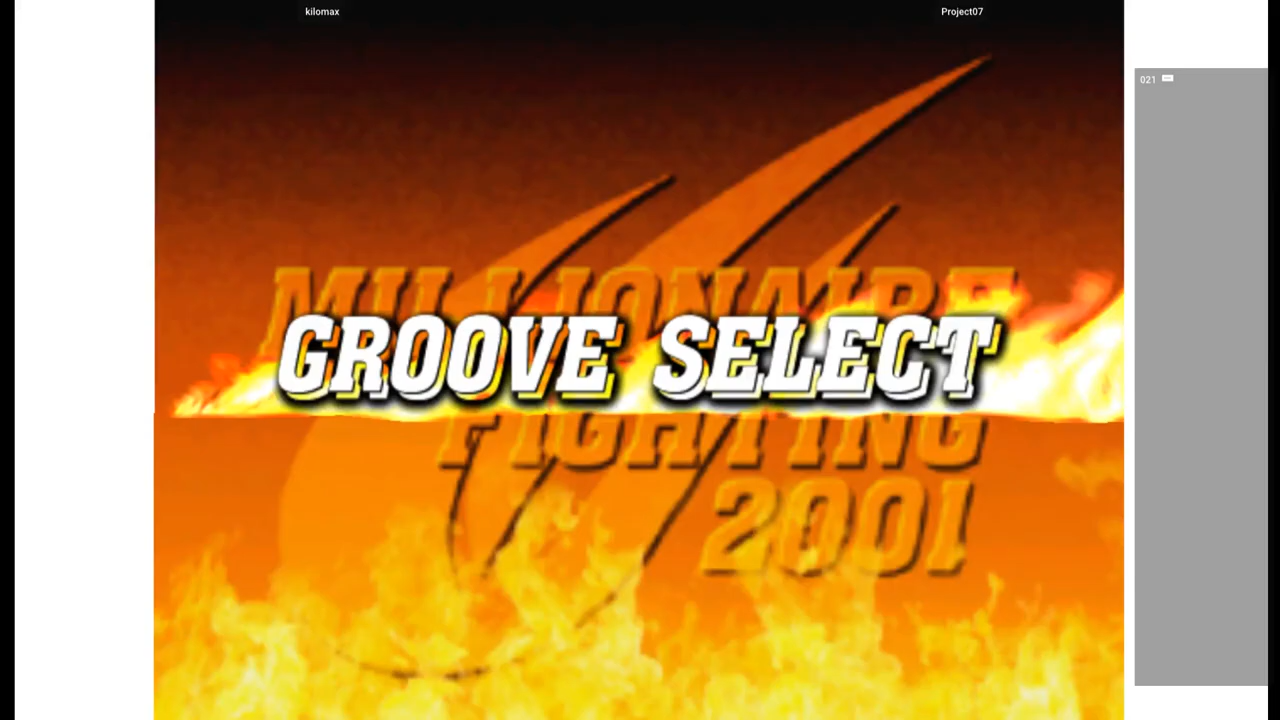 kilomax
Project07
021
MILLIONAIRE
GROOVE SELECT
FIGHTING
2001